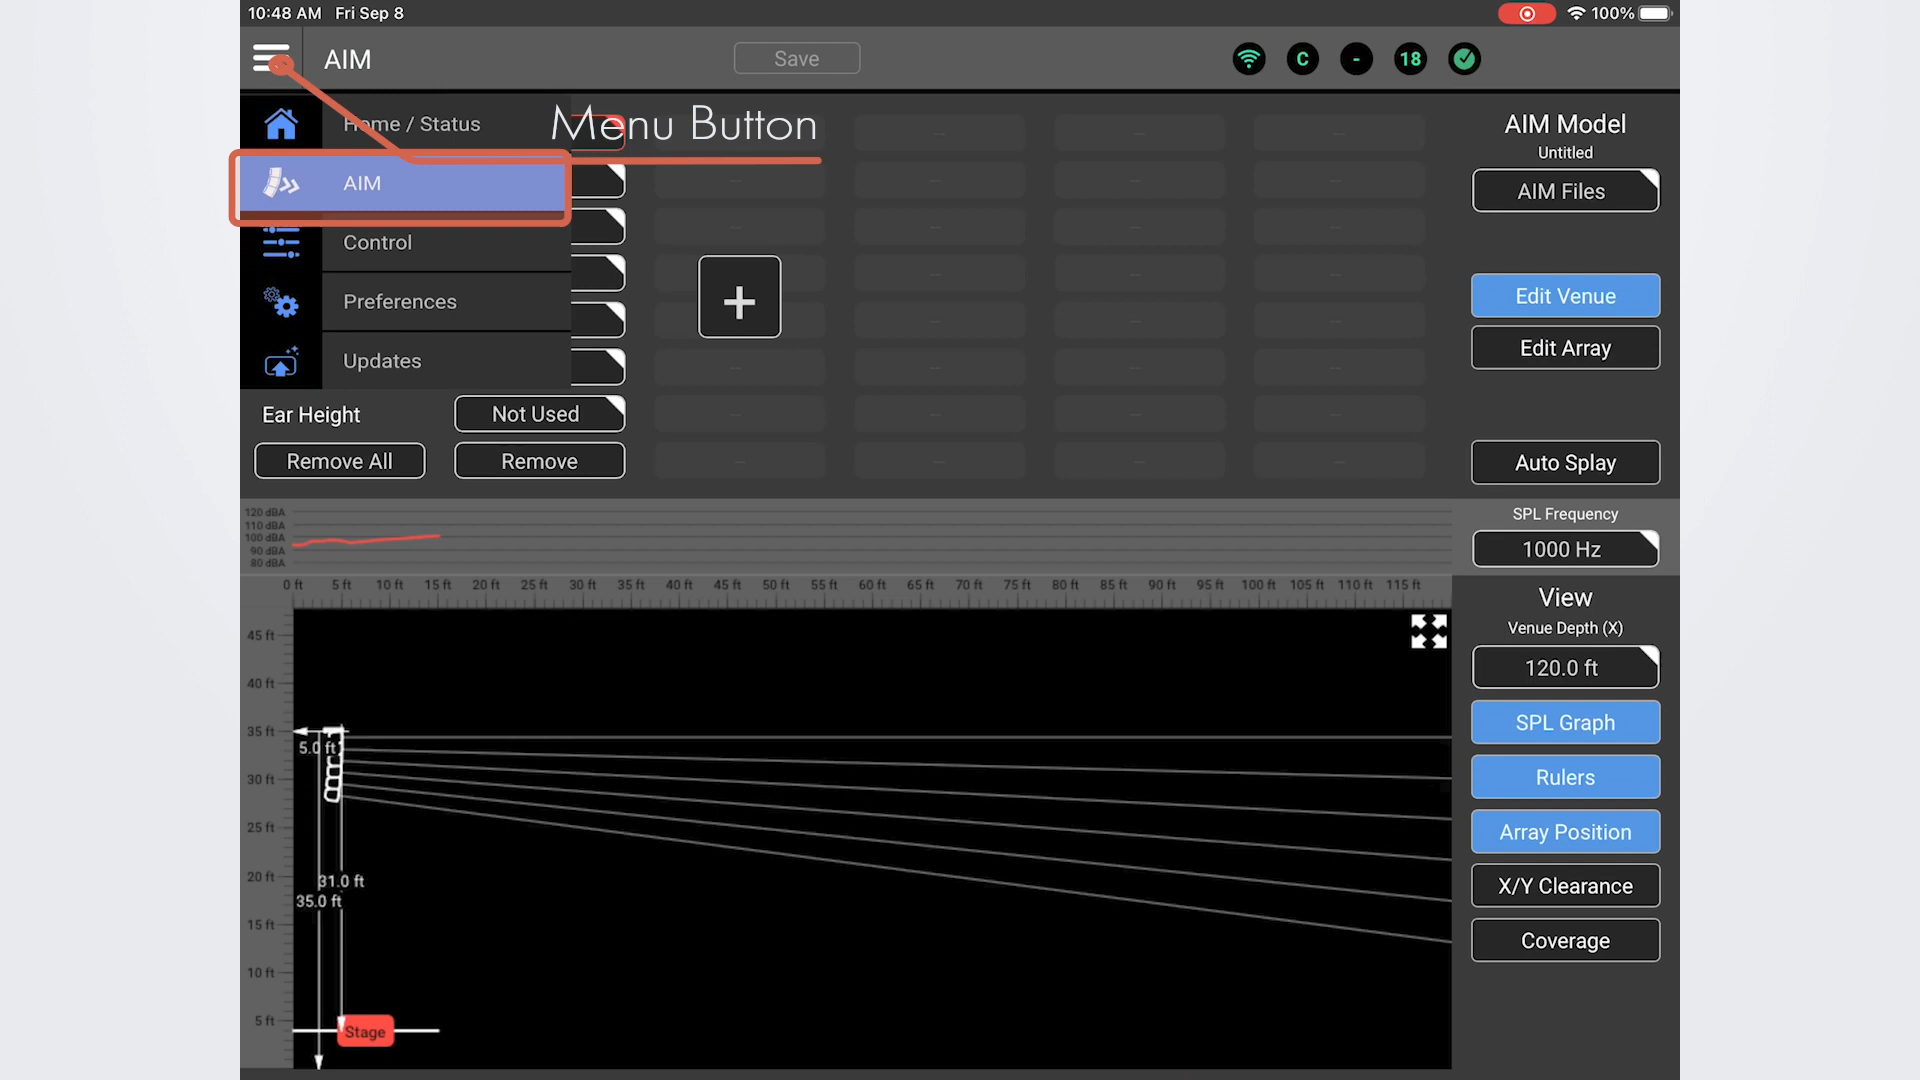 10:48 AM Fri Sep 8
100%
AIM
Save
C
-
18
Home / Status
Menu Button
AIM
Control
Preferences
Updates
Ear Height
Not Used
Remove All
Remove
+
AIM Model
Untitled
AIM Files
Edit Venue
Edit Array
Auto Splay
SPL Frequency
1000 Hz
120 dBA
110 dBA
100 dBA
90 dBA
80 dBA
0 ft 5 ft 10 ft 15 ft 20 ft 25 ft 30 ft 35 ft 40 ft 45 ft 50 ft 55 ft 60 ft 65 ft 70 ft 75 ft 80 ft 85 ft 90 ft 95 ft 100 ft 105 ft 110 ft 115 ft
45 ft
40 ft
35 ft
30 ft
25 ft
20 ft
15 ft
10 ft
5 ft
5.0 ft
31.0 ft
35.0 ft
Stage
View
Venue Depth (X)
120.0 ft
SPL Graph
Rulers
Array Position
X/Y Clearance
Coverage